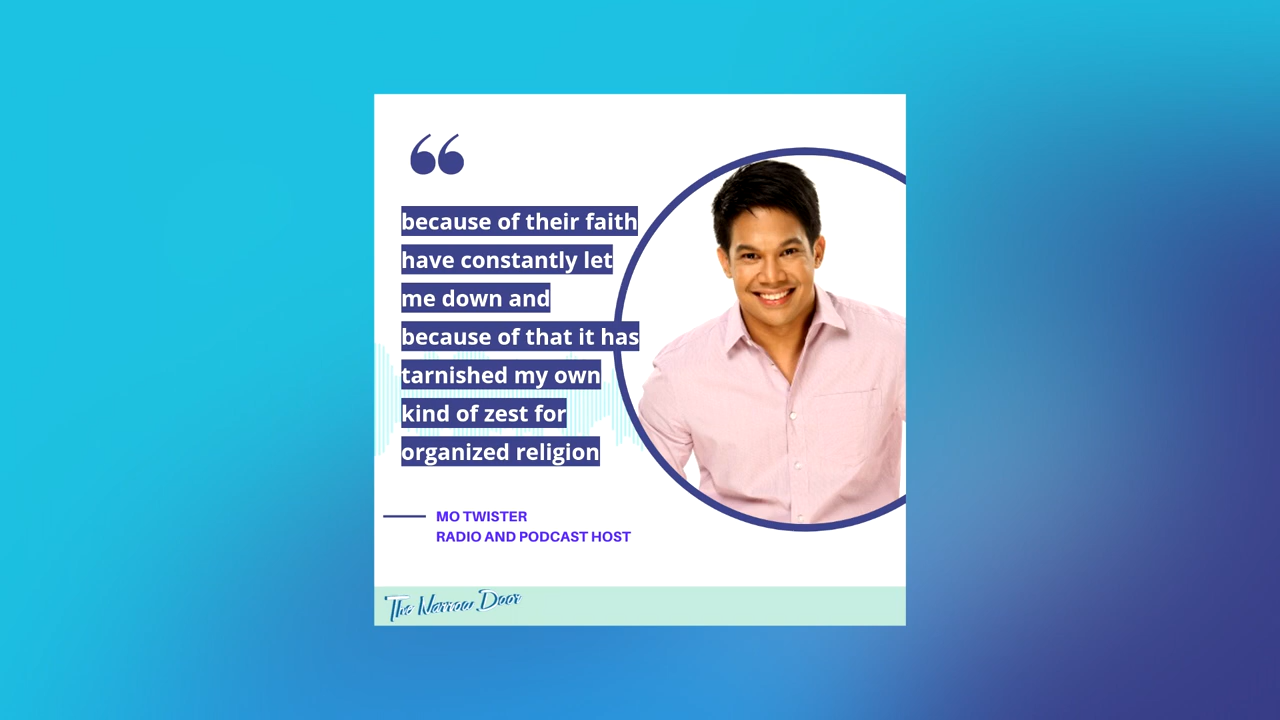 because of their faith
have constantly let
me down and
because of that it has
tarnished my own
kind of zest for
organized religion
MO TWISTER
RADIO AND PODCAST HOST
The Narrow Door